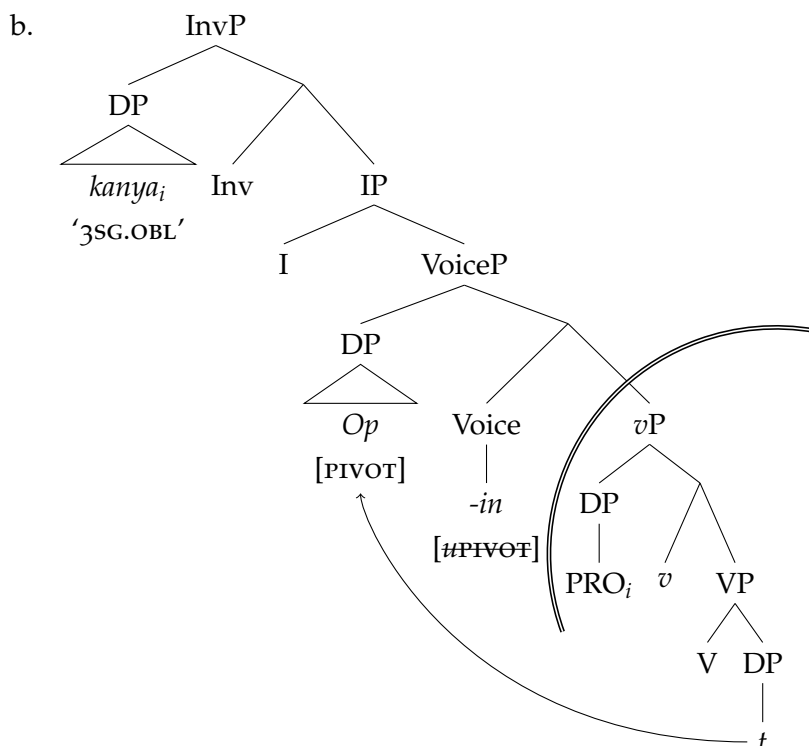 b.
InvP
DP
kanyaᵢ Inv IP
‘3SG.OBL’
I VoiceP
DP
Op Voice vP
[PIVOT] -in DP
[uPIVOT] PROᵢ v VP
V DP
t